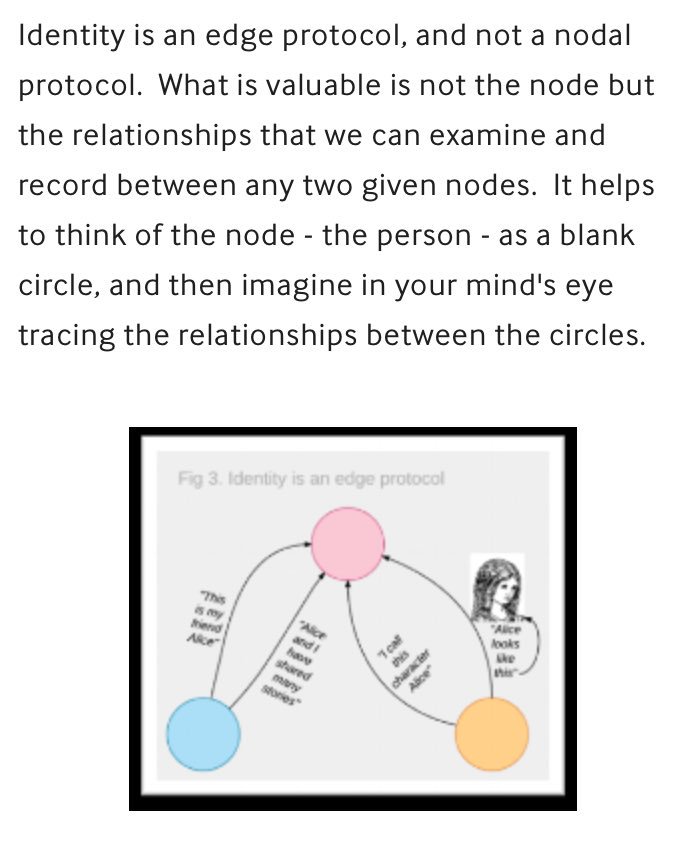 Identity is an edge protocol, and not a nodal
protocol.  What is valuable is not the node but
the relationships that we can examine and
record between any two given nodes.  It helps
to think of the node - the person - as a blank
circle, and then imagine in your mind's eye
tracing the relationships between the circles.
Fig 3. Identity is an edge protocol
"This
is my
friend
Alice"
"Alice
and I
have
shared
many
stories"
"I call
this
character
Alice"
"Alice
looks
like
this"